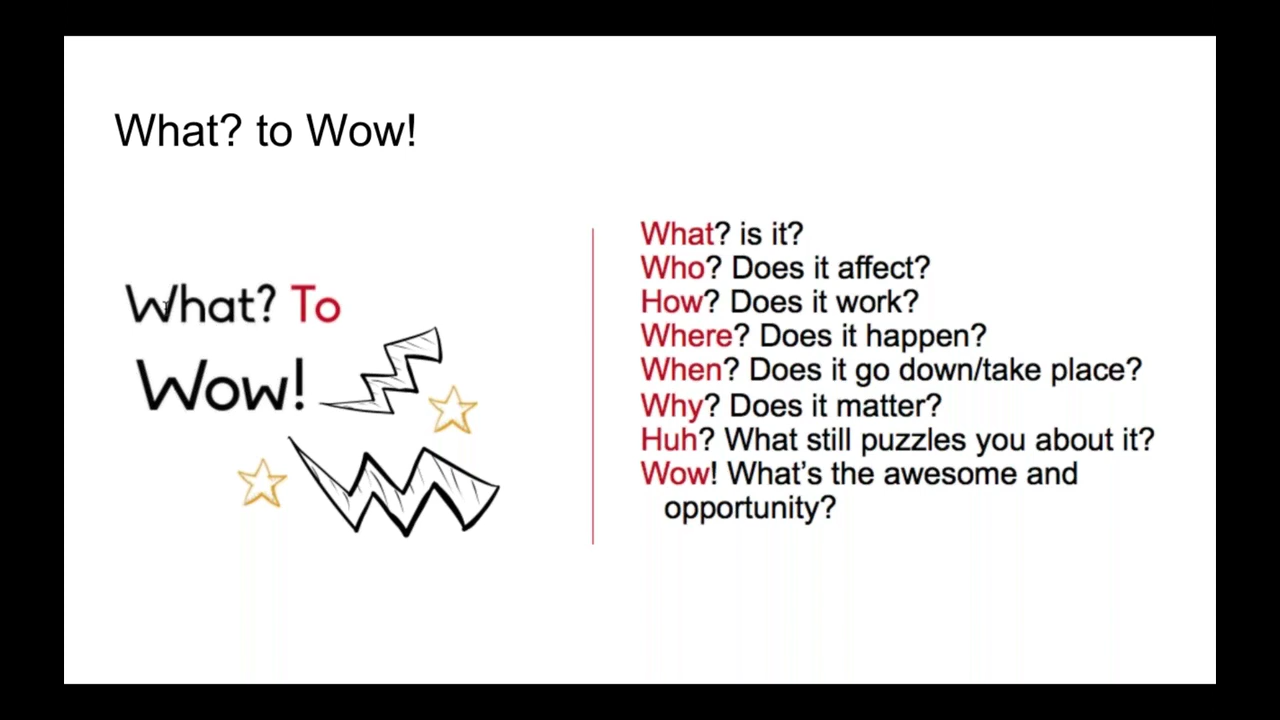 What? to Wow!
What? To
Wow!
What? is it?
Who? Does it affect?
How? Does it work?
Where? Does it happen?
When? Does it go down/take place?
Why? Does it matter?
Huh? What still puzzles you about it?
Wow! What's the awesome and
opportunity?